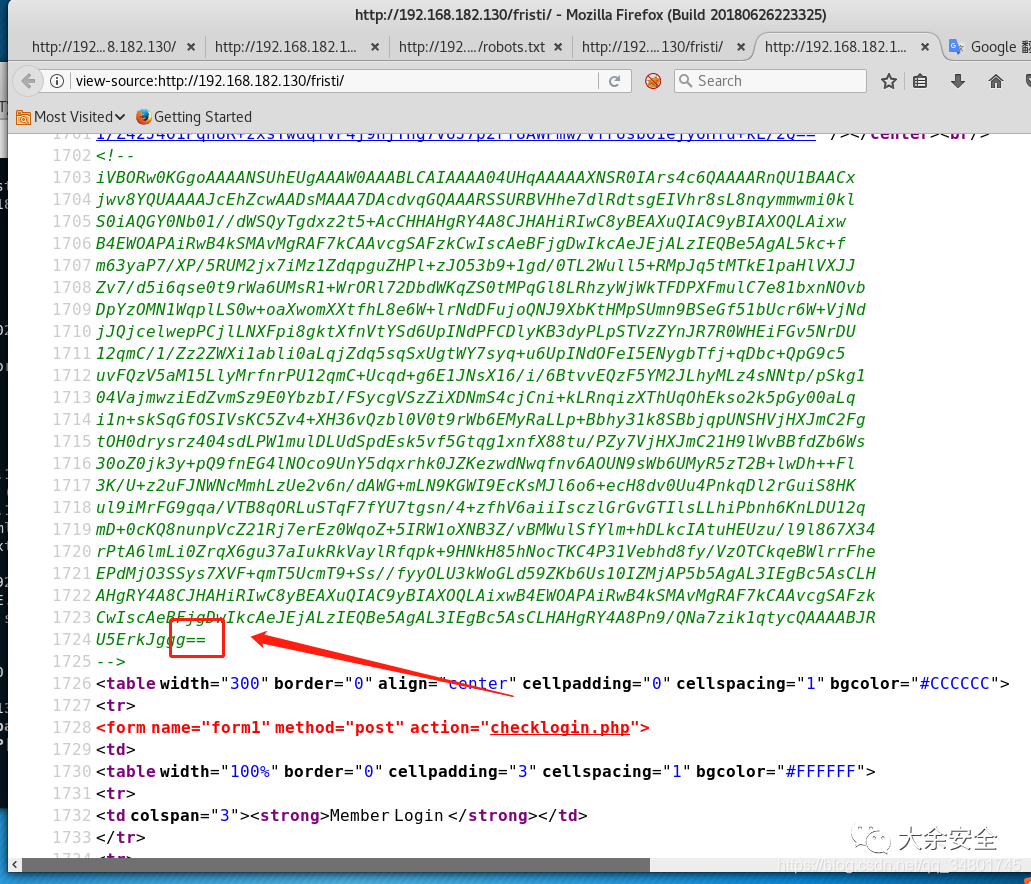 http://192.168.182.130/fristi/ - Mozilla Firefox (Build 20180626223325)
http://192...8.182.130/ × http://192.168.182.1... × http://192..../robots.txt × http://192....130/fristi/ × http://192.168.182.1... × Google
view-source:http://192.168.182.130/fristi/
Search
Most Visited
Getting Started
1702 <!--
1703 iVBORw0KGgoAAAANSUhEUgAAAW0AAABLCAIAAAA04UHqAAAAAXNSR0IArs4c6QAAAARnQU1BAACx
1704 jwv8YQUAAAAJcEhZcwAADsMAAA7DAcdvqGQAAARSSURBVHhe7dlRdtsgEIVhr8sL8nqymmwmi0kl
1705 S0iAQGY0Nb01//dWSQyTgdxz2t5+AcCHHAHgRY4A8CJHAHiRIwC8yBEAXuQIAC9yBIAXOQLAixw
1706 B4EWOAPAiRwB4kSMAvMgRAF7kCAAvcgSAFzkCwIscAeBFjgDwIkcAeJEjALzIEQBe5AgAL5kc+f
1707 m63yaP7/XP/5RUM2jx7iMz1ZdqpguZHPl+zJO53b9+1gd/0TL2Wull5+RMpJq5tMTkE1paHlVXJJ
1708 Zv7/d5i6qse0t9rWa6UMsR1+WrORl72DbdWKqZS0tMPqGl8LRhzyWjWkTFDPXFmulC7e81bxnNOvb
1709 DpYzOMN1WqplLS0w+oaXwomXXtfhL8e6W+lrNdDFujoQNJ9XbKtHMpSUmn9BSeGf51bUcr6W+VjNd
1710 jJQjcelwepPCjlLNXFpi8gktXfnVtYSd6UpINdPFCDlyKB3dyPLpSTVzZYnJR7R0WHEiFGv5NrDU
1711 12qmC/1/Zz2ZWXi1abli0aLqjZdq5sqSxUgtWY7syq+u6UpINdOFeI5ENygbTfj+qDbc+QpG9c5
1712 uvFQzV5aM15LlyMrfnrPU12qmC+Ucqd+g6E1JNsX16/i/6BtvvEQzF5YM2JLhyMLz4sNNtp/pSkg1
1713 04VajmwziEdZvmSz9E0YbzbI/FSycgVSzZiXDNmS4cjCni+kLRnqizXThUqOhEkso2k5pGy00aLq
1714 i1n+skSqGfOSIVsKC5Zv4+XH36vQzbl0V0t9rWb6EMyRaLLp+Bbhy31k8SBbjqpUNSHVjHXJmC2Fg
1715 tOH0drysrz404sdLPW1mulDLUdSpdEsk5vf5Gtqg1xnfX88tu/PZy7VjHXJmC21H9lWvBBfdZb6Ws
1716 30oZ0jk3y+pQ9fnEG4lNOco9UnY5dqxrhk0JZKezwdNwqfnv6AOUN9sWb6UMyR5zT2B+lwDh++Fl
1717 3K/U+z2uFJNWNcMmhLzUe2v6n/dAWG+mLN9KGWI9EcKsMJl6o6+ecH8dv0Uu4PnkqDl2rGuiS8HK
1718 ul9iMrFG9gqa/VTB8qORLuSTqF7fYU7tgsn/4+zfhV6aiiIsczlGrGvGTIlsLLhiPbnh6KnLDU12q
1719 mD+0cKQ8nunpVcZ21Rj7erEz0WqoZ+5IRW1oXNB3Z/vBMWulSfYlm+hDLkcIAtuHEUzu/l9l867X34
1720 rPtA6lmLi0ZrqX6gu37aIukRkVaylRfqpk+9HNkH85hNocTKC4P31Vebhd8fy/VzOTCkqeBWlrrFhe
1721 EPdMjO3SSys7XVF+qmT5UcmT9+Ss//fyyOLU3kWoGLd59ZKb6Us10IZMjAP5b5AgAL3IEgBc5AsCLH
1722 AHgRY4A8CJHAHiRIwC8yBEAXuQIAC9yBIAXOQLAixwB4EWOAPAiRwB4kSMAvMgRAF7kCAAvcgSAFzk
1723 CwIscAeBFjgDwIkcAeJEjALzIEQBe5AgAL3IEgBc5AsCLHAHgRY4A8Pn9/QNa7zik1qtycQAAAABJR
1724 U5ErkJggg==
1725 -->
1726 <table width="300" border="0" align="center" cellpadding="0" cellspacing="1" bgcolor="#CCCCCC">
1727 <tr>
1728 <form name="form1" method="post" action="checklogin.php">
1729 <td>
1730 <table width="100%" border="0" cellpadding="3" cellspacing="1" bgcolor="#FFFFFF">
1731 <tr>
1732 <td colspan="3"><strong>Member Login </strong></td>
1733 </tr>
大余安全
https://blog.csdn.net/qq_34801745